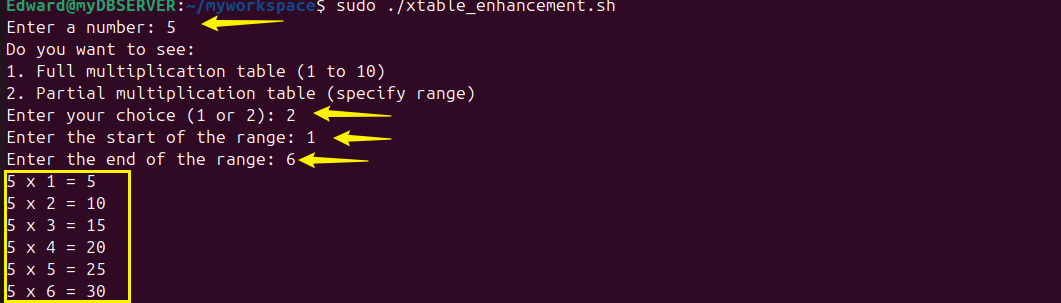 Edward@myDBSERVER:~/myworkspace$ sudo ./xtable_enhancement.sh
Enter a number: 5
Do you want to see:
1. Full multiplication table (1 to 10)
2. Partial multiplication table (specify range)
Enter your choice (1 or 2): 2
Enter the start of the range: 1
Enter the end of the range: 6
5 x 1 = 5
5 x 2 = 10
5 x 3 = 15
5 x 4 = 20
5 x 5 = 25
5 x 6 = 30